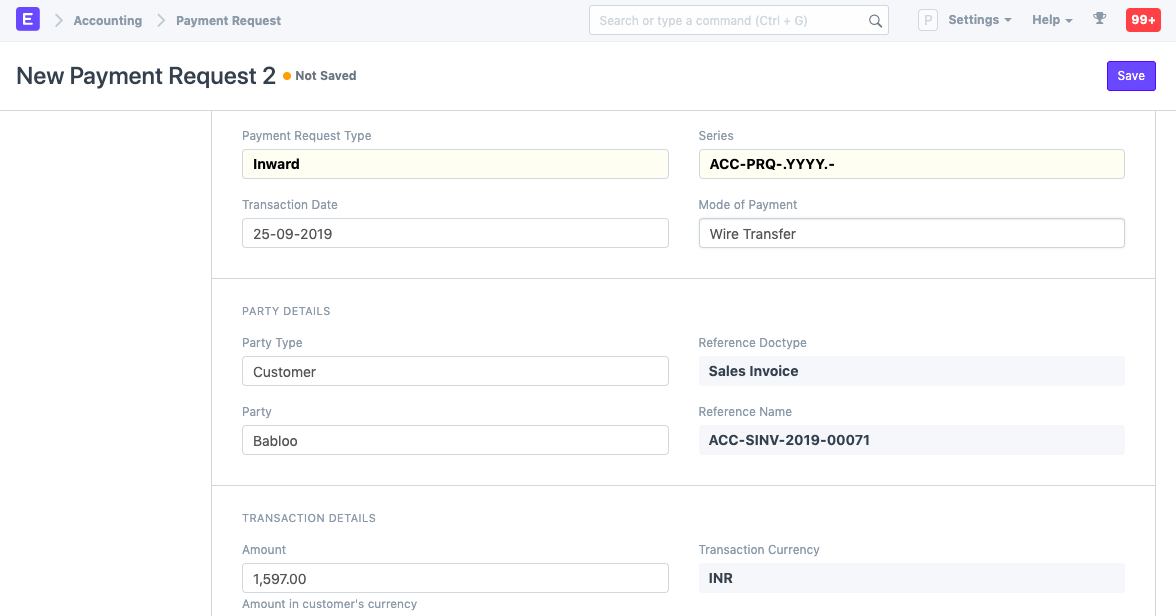 E Accounting Payment Request Search or type a command (Ctrl + G) P Settings Help 99+
New Payment Request 2 Not Saved Save
Payment Request Type Series
Inward ACC-PRQ-.YYYY.-
Transaction Date Mode of Payment
25-09-2019 Wire Transfer
PARTY DETAILS
Party Type Reference Doctype
Customer Sales Invoice
Party Reference Name
Babloo ACC-SINV-2019-00071
TRANSACTION DETAILS
Amount Transaction Currency
1,597.00 INR
Amount in customer's currency